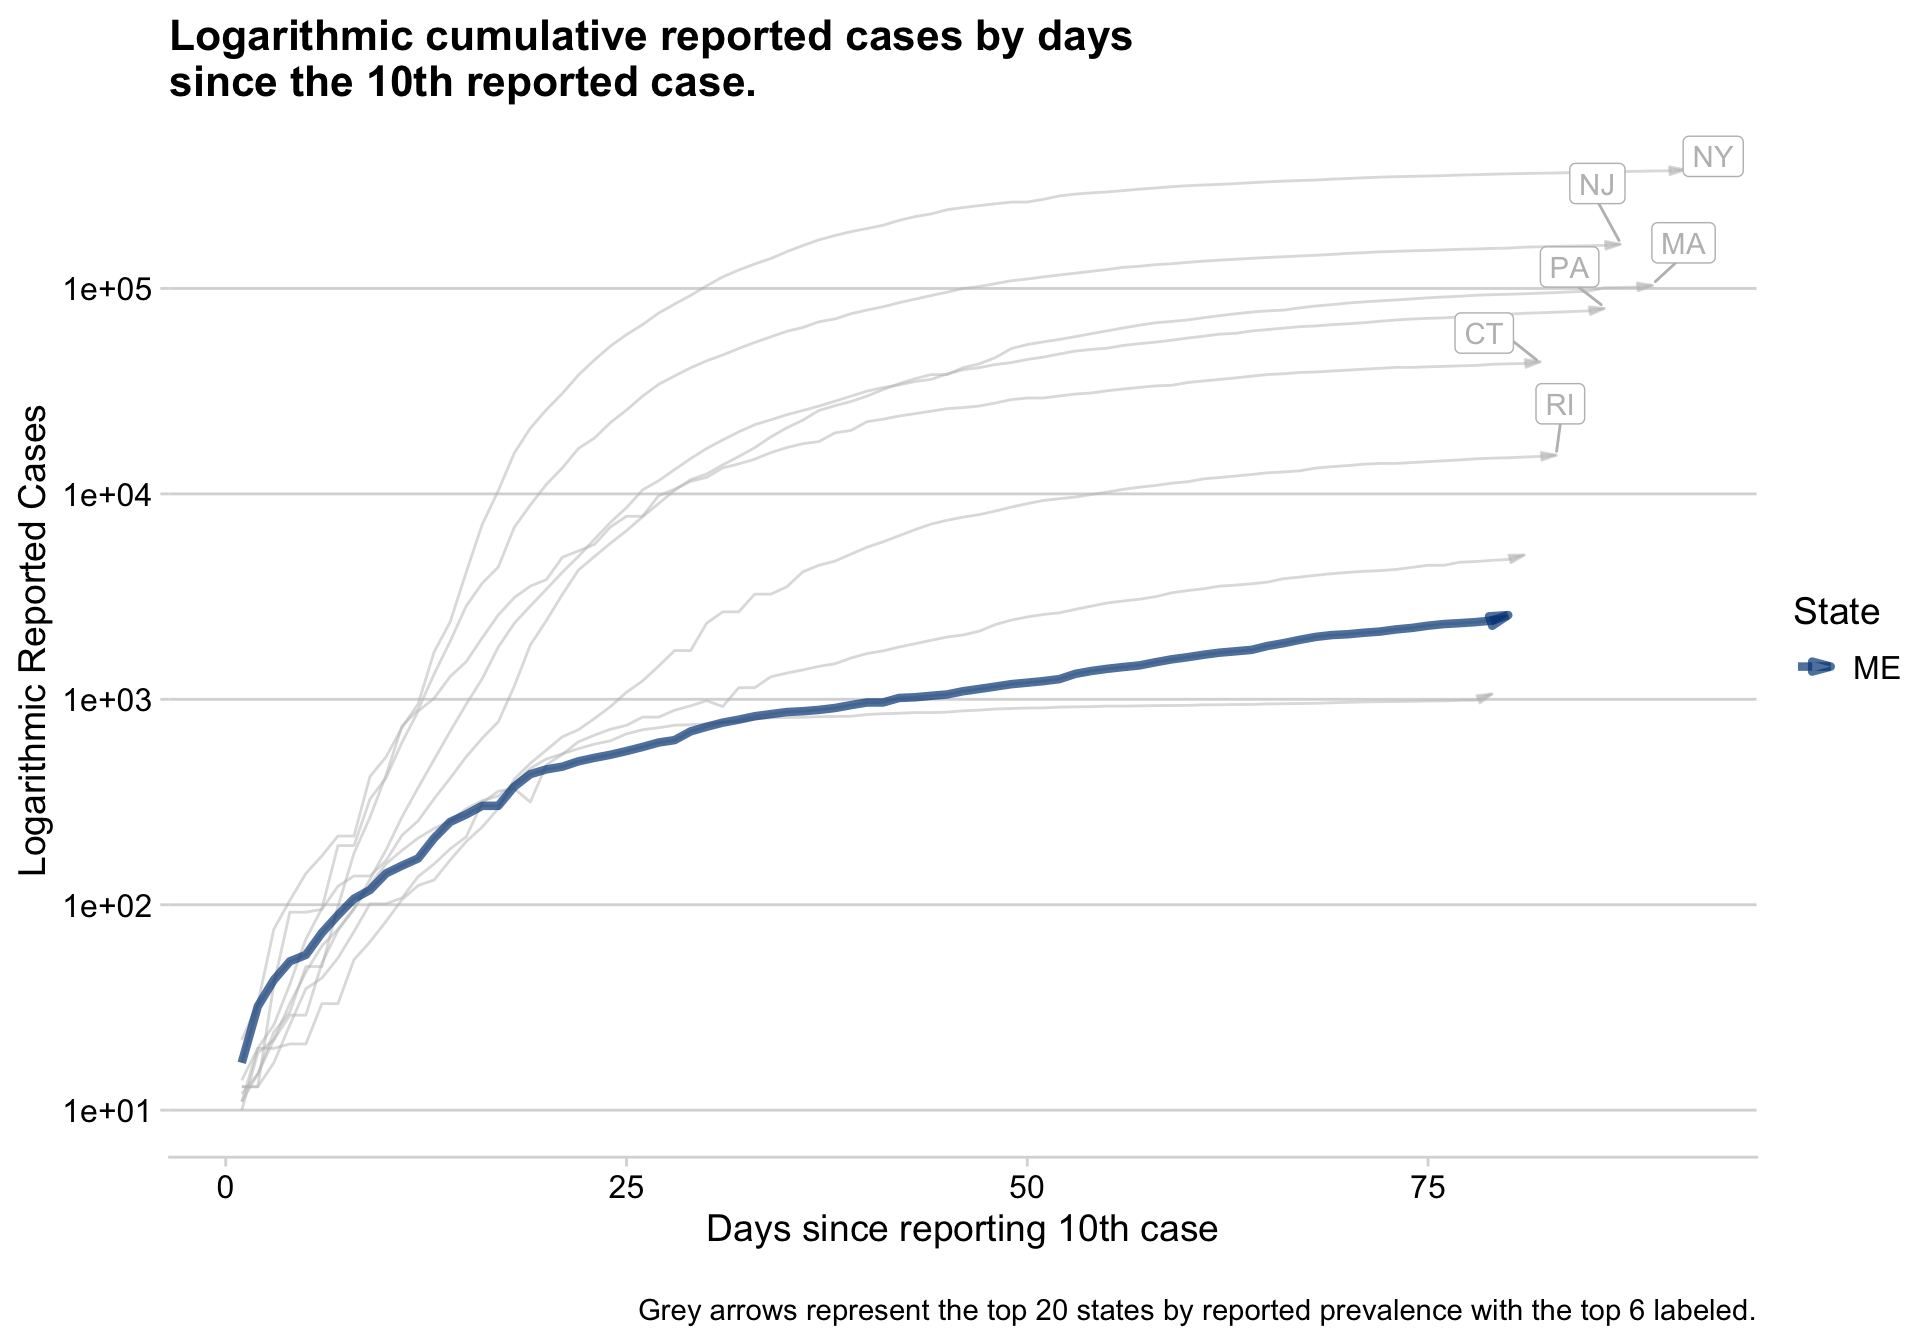 Logarithmic cumulative reported cases by days
since the 10th reported case.
NY
NJ
MA
PA
CT
RI
1e+05
1e+04
1e+03
1e+02
1e+01
Logarithmic Reported Cases
0 25 50 75
Days since reporting 10th case
State
ME
Grey arrows represent the top 20 states by reported prevalence with the top 6 labeled.